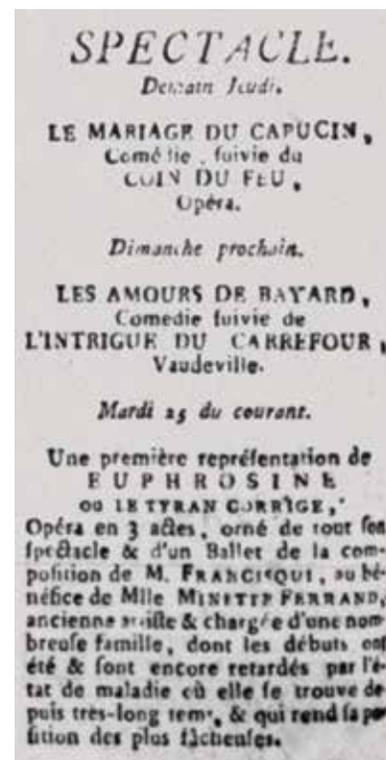 SPECTACLE.
Demain Jeudi.
LE MARIAGE DU CAPUCIN,
Comédie, ſuivie du
COIN DU FEU,
Opéra.
Dimanche prochain.
LES AMOURS DE BAYARD,
Comedie ſuivie de
L'INTRIGUE DU CARREFOUR,
Vaudeville.
Mardi 25 du courant.
Une première repréſentation de
EUPHROSINE
OU LE TYRAN CORRIGE,
Opéra en 3 actes, orné de tout ſon
ſpectacle & d'un Ballet de la com-
poſition de M. FRANCISQUI, au bé-
néfice de Mlle MINETTE FERRAND,
ancienne & chargée d'une nom
breuſe famille, dont les débuts ont
été & ſont encore retardés par l'é-
tat de maladie où elle ſe trouve de
puis très-long tems, & qui rend ſa po
ſition des plus fâcheuſes.